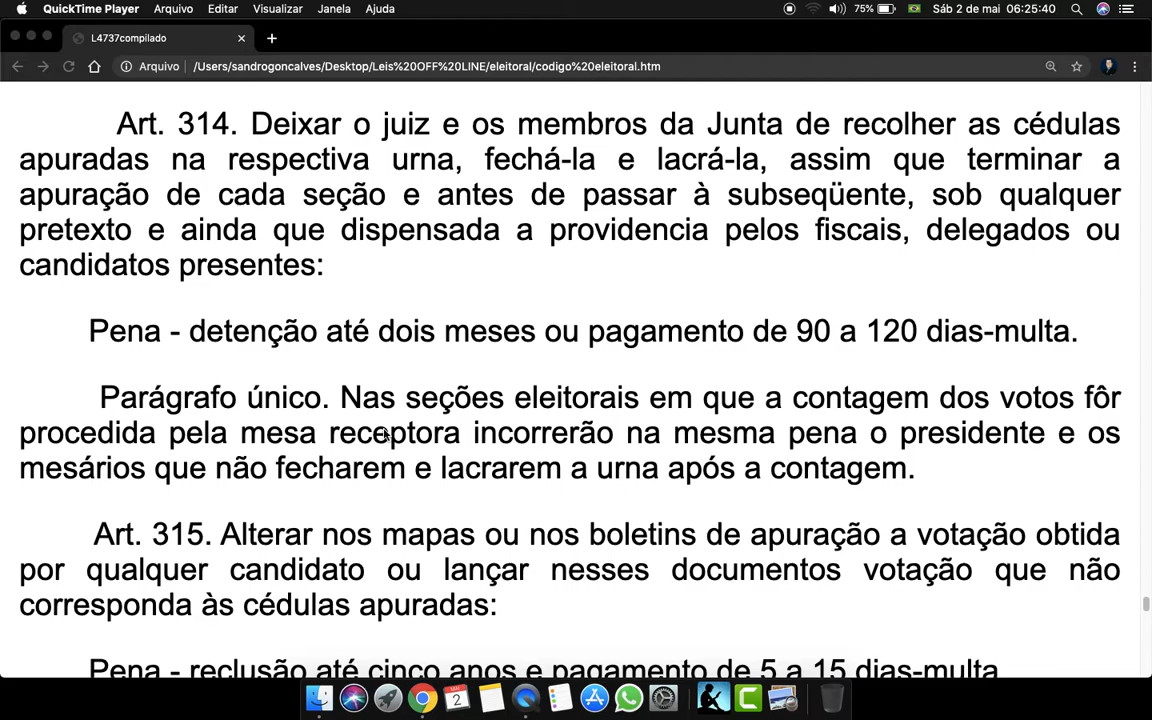 QuickTime Player Arquivo Editar Visualizar Janela Ajuda 75% Sáb 2 de mai 06:25:40
L4737compilado
Arquivo /Users/sandrogoncalves/Desktop/Leis%20OFF%20LINE/eleitoral/codigo%20eleitoral.htm
Art. 314. Deixar o juiz e os membros da Junta de recolher as cédulas
apuradas na respectiva urna, fechá-la e lacrá-la, assim que terminar a
apuração de cada seção e antes de passar à subseqüente, sob qualquer
pretexto e ainda que dispensada a providencia pelos fiscais, delegados ou
candidatos presentes:
Pena - detenção até dois meses ou pagamento de 90 a 120 dias-multa.
Parágrafo único. Nas seções eleitorais em que a contagem dos votos fôr
procedida pela mesa receptora incorrerão na mesma pena o presidente e os
mesários que não fecharem e lacrarem a urna após a contagem.
Art. 315. Alterar nos mapas ou nos boletins de apuração a votação obtida
por qualquer candidato ou lançar nesses documentos votação que não
corresponda às cédulas apuradas:
Pena - reclusão até cinco anos e pagamento de 5 a 15 dias-multa
MAI
2